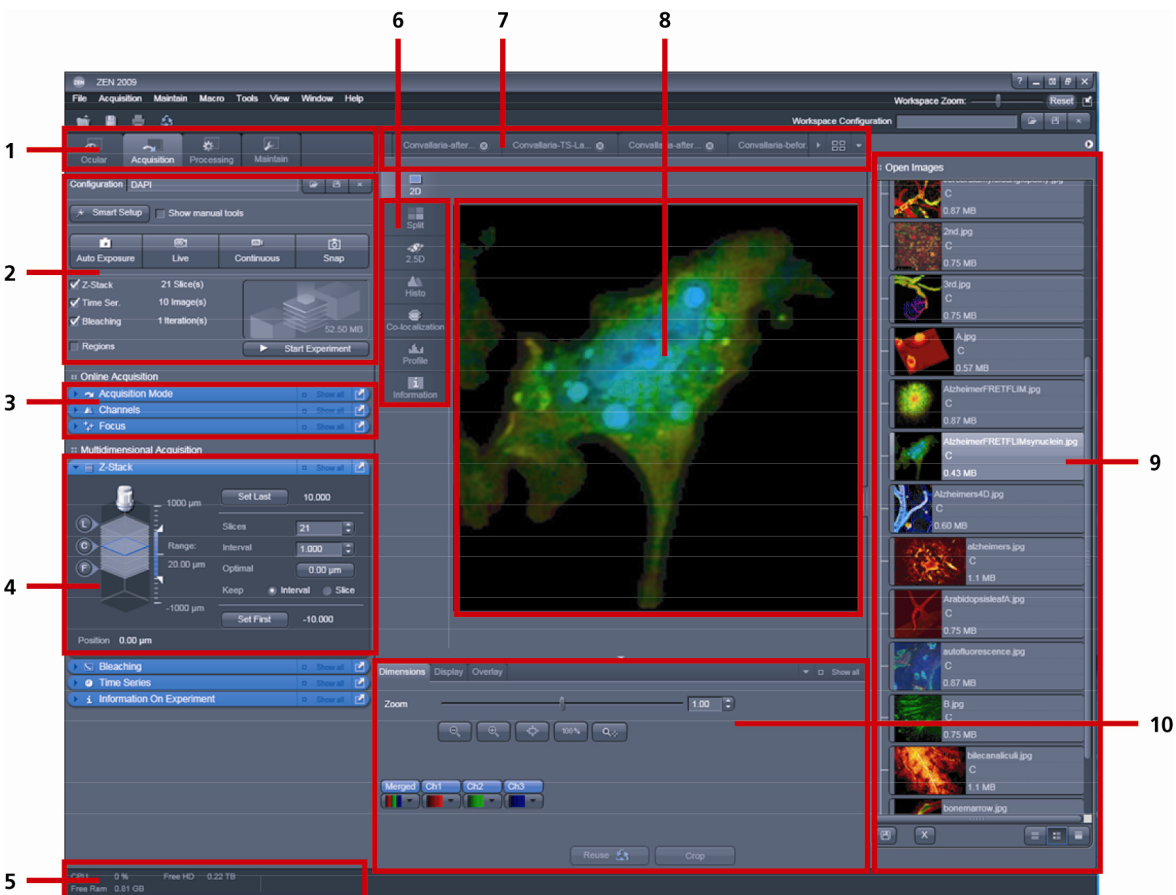 6 7 8
ZEN 2009
File Acquisition Maintain Macro Tools View Window Help
Workspace Zoom: Reset
Workspace Configuration
1
Ocular Acquisition Processing Maintain
Convallaria-after... Convallaria-TS-La... Convallaria-after... Convallaria-befor.
2
Configuration DAPI
Smart Setup Show manual tools
Auto Exposure Live Continuous Snap
Z-Stack 21 Slice(s)
Time Ser. 10 Image(s)
Bleaching 1 Iteration(s)
52.50 MB
Regions
Start Experiment
Online Acquisition
3
Acquisition Mode Show all
Channels Show all
Focus Show all
Multidimensional Acquisition
4
Z-Stack Show all
1000 µm Set Last 10.000
L
C
F
Slices 21
Range: Interval 1.000
20.00 µm Optimal 0.00 µm
Keep Interval Slice
-1000 µm Set First -10.000
Position 0.00 µm
Bleaching Show all
Time Series Show all
Information On Experiment Show all
5
CPU 0 % Free HD 0.22 TB
Free Ram 0.81 GB
2D
Split
2.5D
Histo
Co-localization
Profile
Information
Dimensions Display Overlay Show all
Zoom 1.00
100%
10
Merged Ch1 Ch2 Ch3
Reuse Crop
Open Images
C
0.87 MB
2nd.jpg
C
0.75 MB
3rd.jpg
C
0.75 MB
A.jpg
C
0.57 MB
AlzheimerFRETFLIM.jpg
C
0.87 MB
AlzheimerFRETFLIMsynuclein.jpg
C
0.43 MB
9
Alzheimers4D.jpg
C
0.60 MB
alzheimers.jpg
C
1.1 MB
ArabidopsisleafA.jpg
C
0.75 MB
autofluorescence.jpg
C
0.87 MB
B.jpg
C
0.75 MB
bilecanaliculi.jpg
C
1.1 MB
bonemarrow.jpg